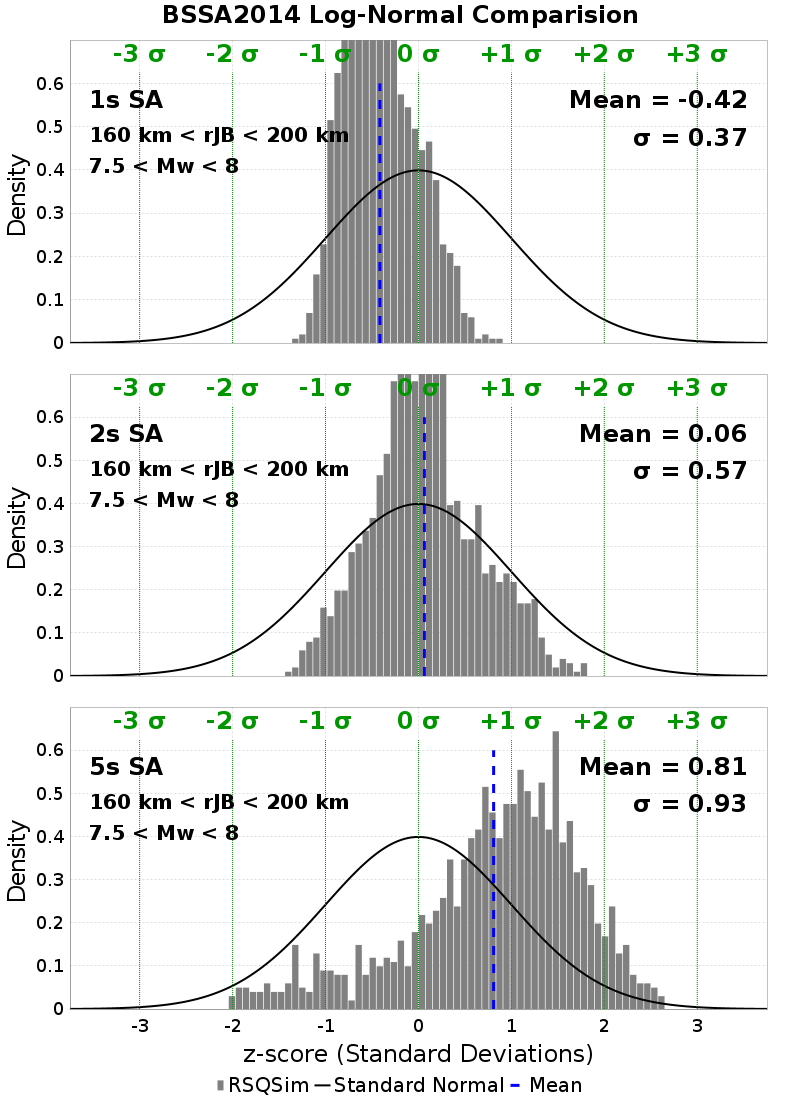 BSSA2014 Log-Normal Comparision
-3 σ -2 σ -1 σ 0 σ +1 σ +2 σ +3 σ
1s SA
Mean = -0.42
160 km < rJB < 200 km
σ = 0.37
7.5 < Mw < 8
Density
0.6
0.5
0.4
0.3
0.2
0.1
0
-3 σ -2 σ -1 σ 0 σ +1 σ +2 σ +3 σ
2s SA
Mean = 0.06
160 km < rJB < 200 km
σ = 0.57
7.5 < Mw < 8
Density
0.6
0.5
0.4
0.3
0.2
0.1
0
-3 σ -2 σ -1 σ 0 σ +1 σ +2 σ +3 σ
5s SA
Mean = 0.81
160 km < rJB < 200 km
σ = 0.93
7.5 < Mw < 8
Density
0.6
0.5
0.4
0.3
0.2
0.1
0
-3 -2 -1 0 1 2 3
z-score (Standard Deviations)
RSQSim Standard Normal Mean